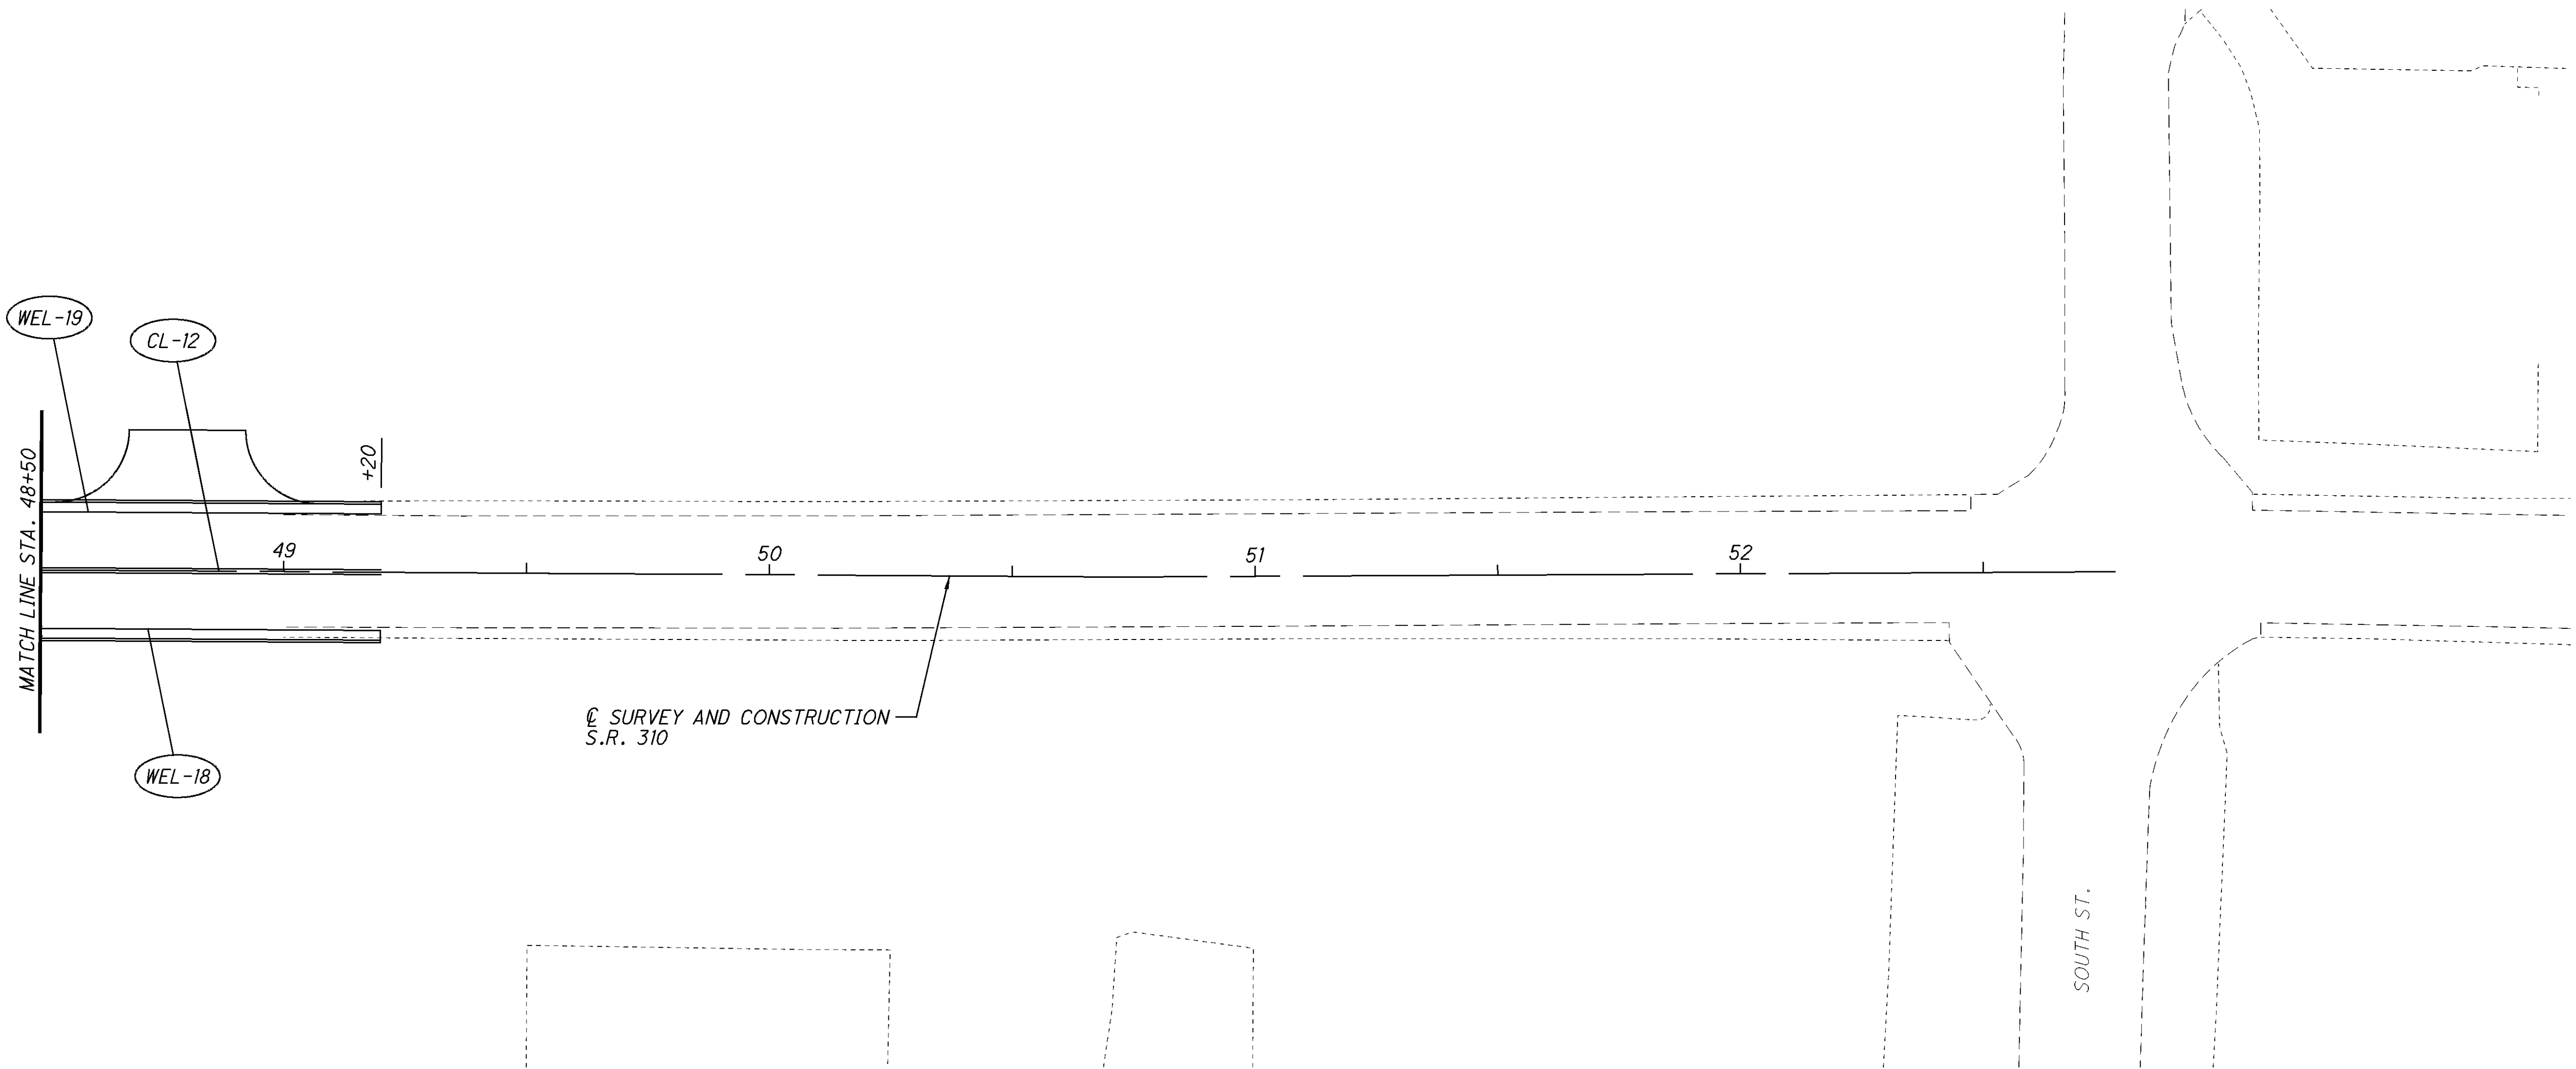 WEL-19
CL-12
MATCH LINE STA. 48+50
+20
49
50
51
52
℄ SURVEY AND CONSTRUCTION
S.R. 310
WEL-18
SOUTH ST.